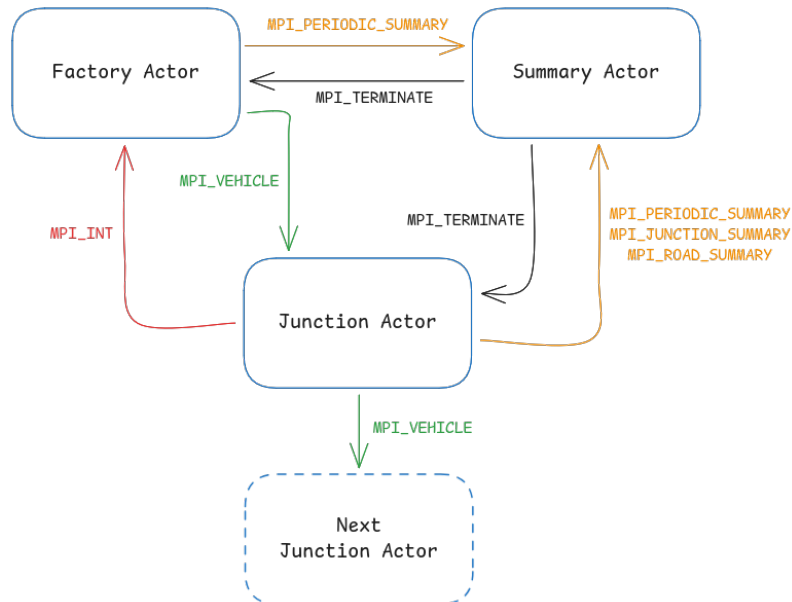 MPI_PERIODIC_SUMMARY
Factory Actor
Summary Actor
MPI_TERMINATE
MPI_VEHICLE
MPI_INT
MPI_TERMINATE
MPI_PERIODIC_SUMMARY
MPI_JUNCTION_SUMMARY
MPI_ROAD_SUMMARY
Junction Actor
MPI_VEHICLE
Next
Junction Actor